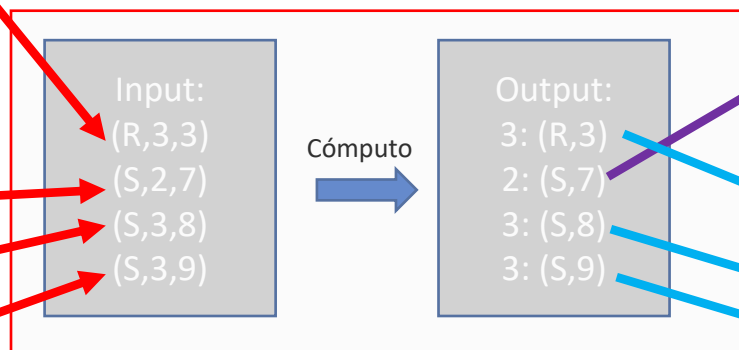 Input:
(R,3,3)
(S,2,7)
(S,3,8)
(S,3,9)
Cómputo
Output:
3: (R,3)
2: (S,7)
3: (S,8)
3: (S,9)